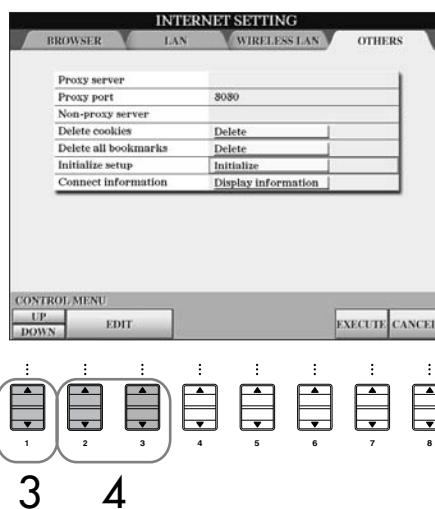 INTERNET SETTING
BROWSER LAN WIRELESS LAN OTHERS
Proxy server
Proxy port 8080
Non-proxy server
Delete cookies Delete
Delete all bookmarks Delete
Initialize setup Initialize
Connect information Display information
CONTROL MENU
UP
DOWN
EDIT
EXECUTE CANCEL
1 2 3 4 5 6 7 8
3 4